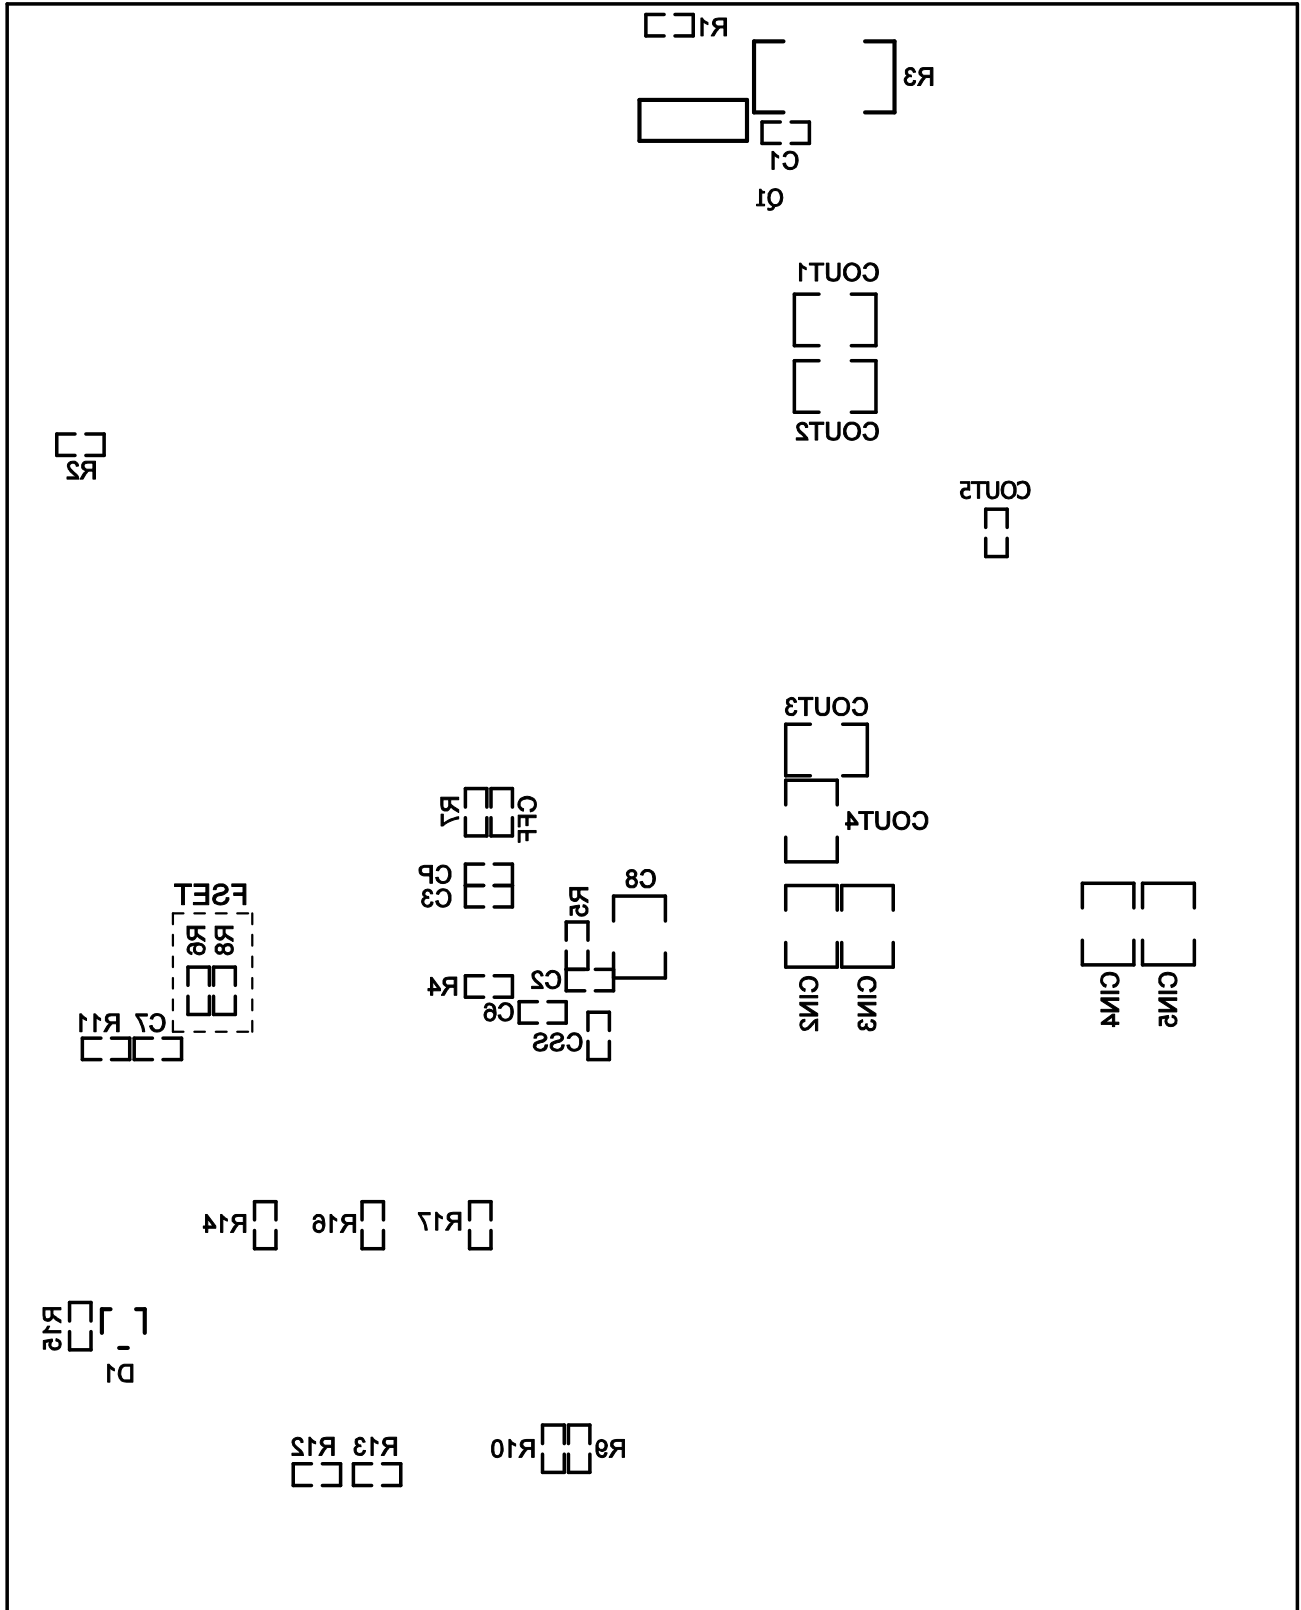 R1
R3
C1
Q1
COUT1
COUT2
R2
COUT5
COUT3
R7
CFF
COUT4
CP
C3
C8
R5
FSET
R6
R8
R4
C2
C6
CSS
CIN2
CIN3
CIN4
CIN5
R11
C7
R14
R16
R17
R15
D1
R12
R13
R10
R9